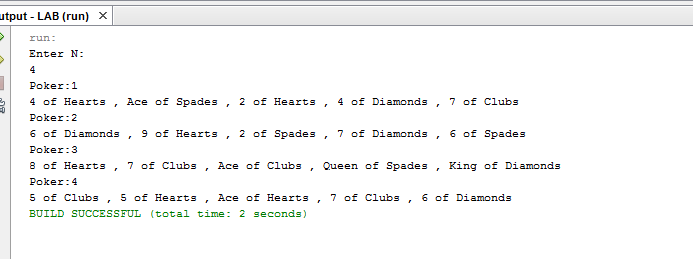 utput - LAB (run) ×
run:
Enter N:
4
Poker:1
4 of Hearts , Ace of Spades , 2 of Hearts , 4 of Diamonds , 7 of Clubs
Poker:2
6 of Diamonds , 9 of Hearts , 2 of Spades , 7 of Diamonds , 6 of Spades
Poker:3
8 of Hearts , 7 of Clubs , Ace of Clubs , Queen of Spades , King of Diamonds
Poker:4
5 of Clubs , 5 of Hearts , Ace of Hearts , 7 of Clubs , 6 of Diamonds
BUILD SUCCESSFUL (total time: 2 seconds)